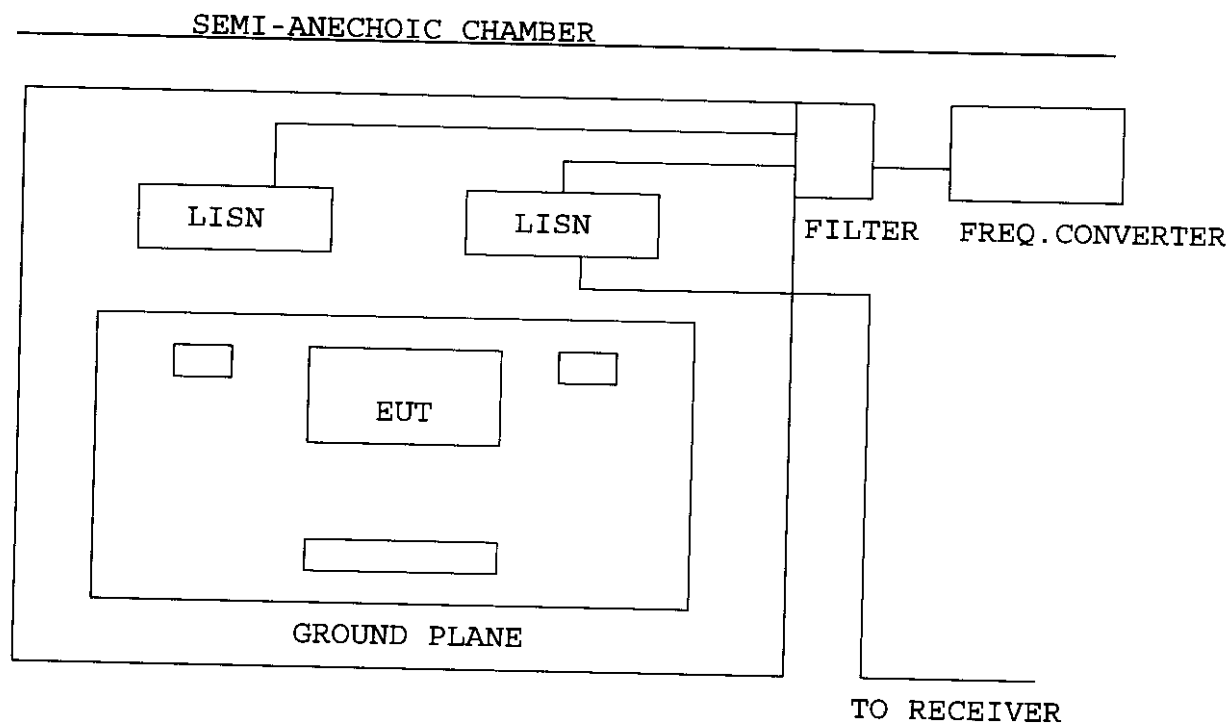 SEMI-ANECHOIC CHAMBER
LISN
LISN
FILTER
FREQ.CONVERTER
EUT
GROUND PLANE
TO RECEIVER